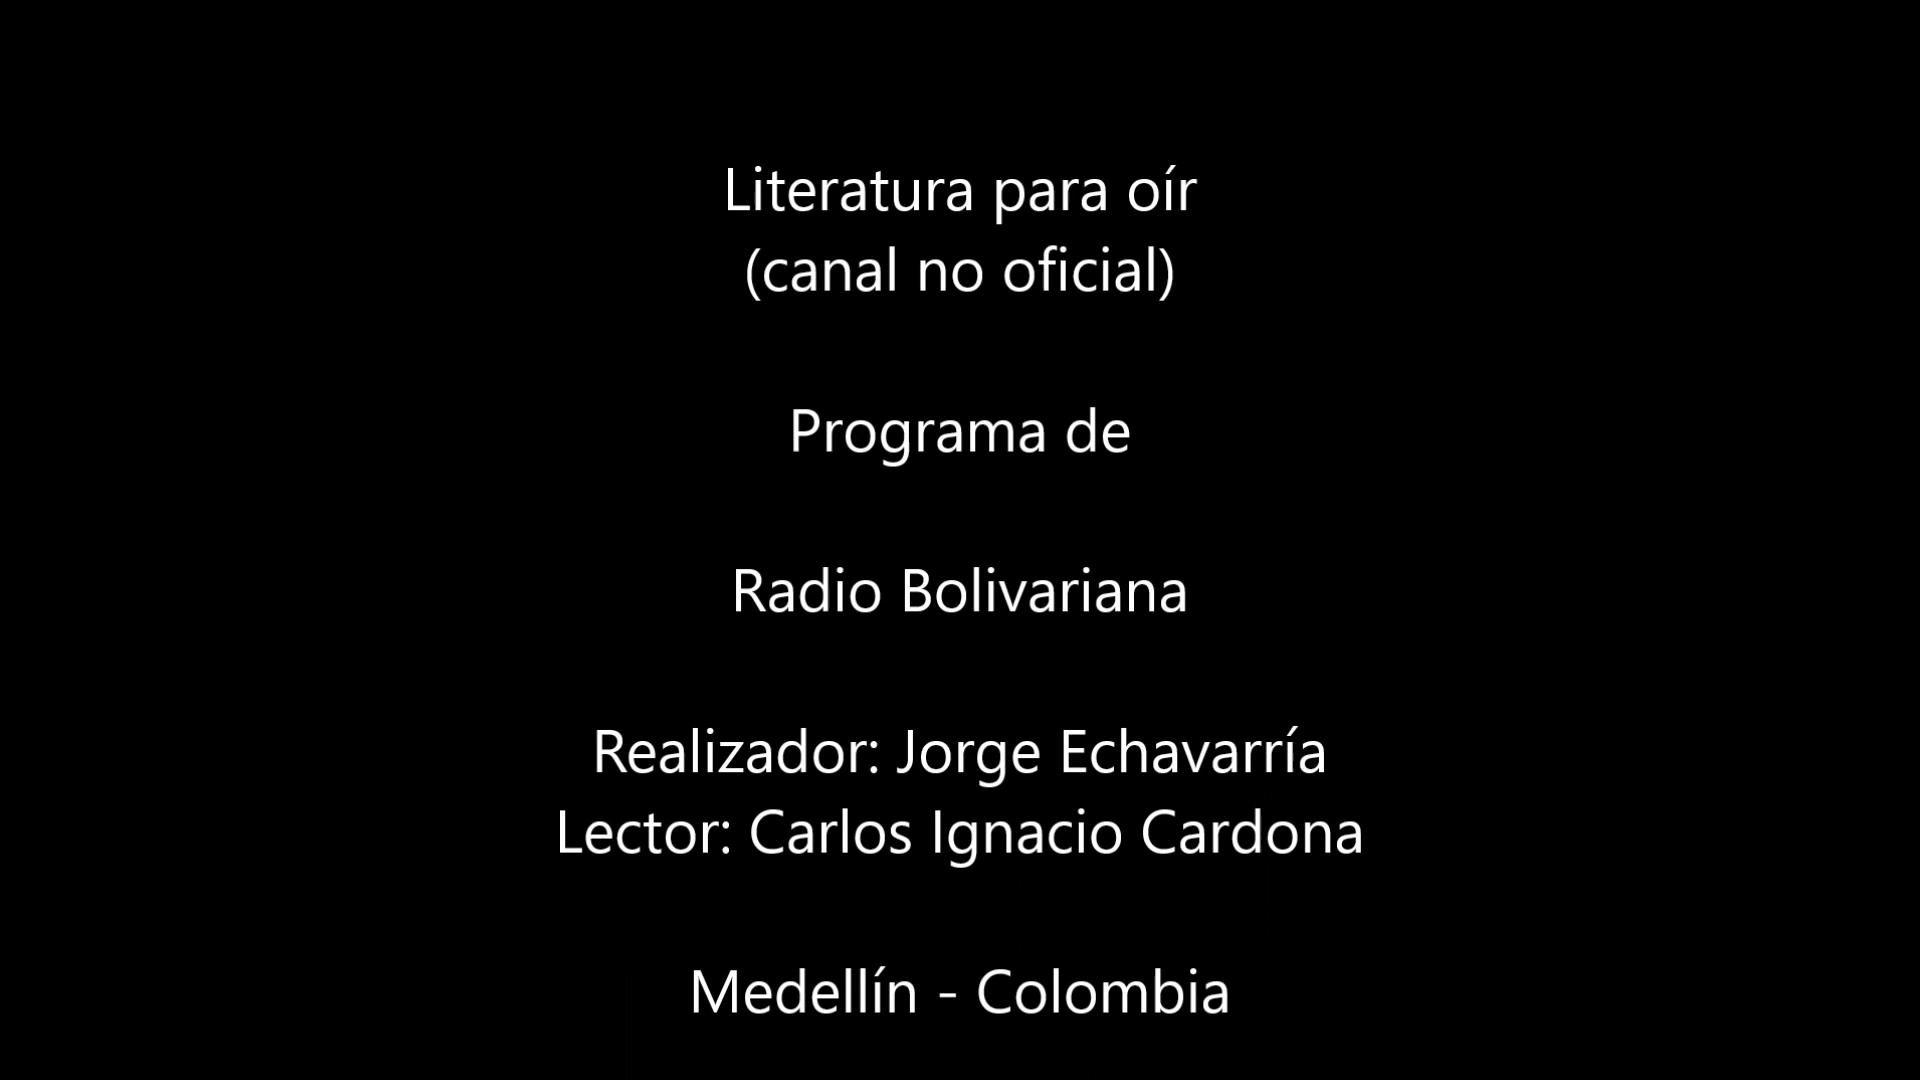 Literatura para oír
(canal no oficial)
Programa de
Radio Bolivariana
Realizador: Jorge Echavarría
Lector: Carlos Ignacio Cardona
Medellín - Colombia